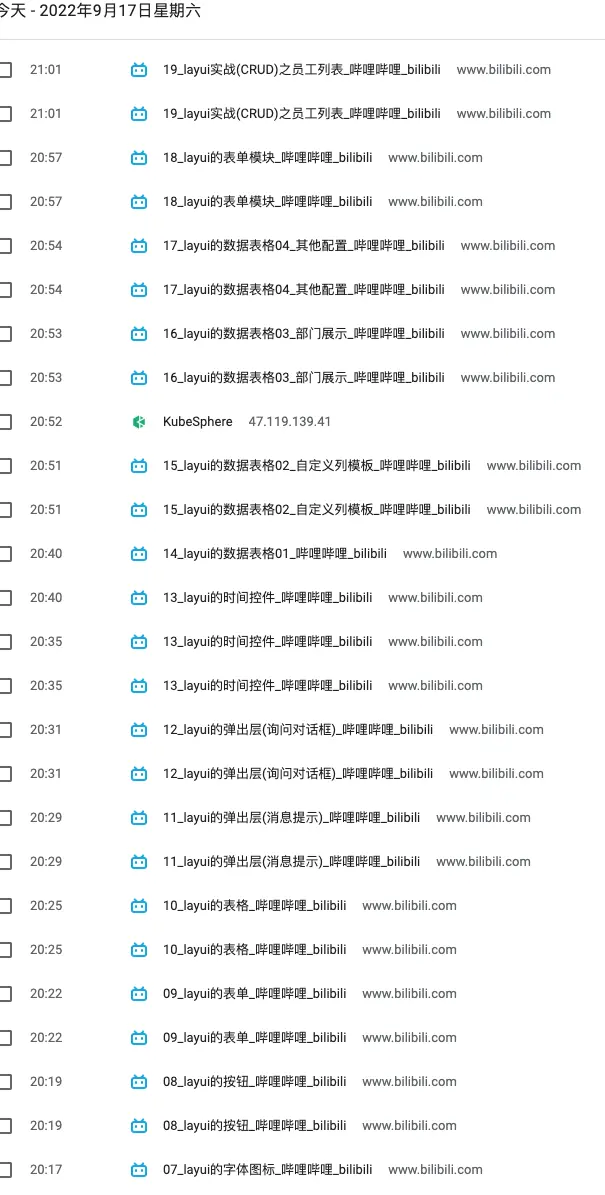 今天 - 2022年9月17日星期六
21:01 19_layui实战(CRUD)之员工列表_哔哩哔哩_bilibili www.bilibili.com
21:01 19_layui实战(CRUD)之员工列表_哔哩哔哩_bilibili www.bilibili.com
20:57 18_layui的表单模块_哔哩哔哩_bilibili www.bilibili.com
20:57 18_layui的表单模块_哔哩哔哩_bilibili www.bilibili.com
20:54 17_layui的数据表格04_其他配置_哔哩哔哩_bilibili www.bilibili.com
20:54 17_layui的数据表格04_其他配置_哔哩哔哩_bilibili www.bilibili.com
20:53 16_layui的数据表格03_部门展示_哔哩哔哩_bilibili www.bilibili.com
20:53 16_layui的数据表格03_部门展示_哔哩哔哩_bilibili www.bilibili.com
20:52 KubeSphere 47.119.139.41
20:51 15_layui的数据表格02_自定义列模板_哔哩哔哩_bilibili www.bilibili.com
20:51 15_layui的数据表格02_自定义列模板_哔哩哔哩_bilibili www.bilibili.com
20:40 14_layui的数据表格01_哔哩哔哩_bilibili www.bilibili.com
20:40 13_layui的时间控件_哔哩哔哩_bilibili www.bilibili.com
20:35 13_layui的时间控件_哔哩哔哩_bilibili www.bilibili.com
20:35 13_layui的时间控件_哔哩哔哩_bilibili www.bilibili.com
20:31 12_layui的弹出层(询问对话框)_哔哩哔哩_bilibili www.bilibili.com
20:31 12_layui的弹出层(询问对话框)_哔哩哔哩_bilibili www.bilibili.com
20:29 11_layui的弹出层(消息提示)_哔哩哔哩_bilibili www.bilibili.com
20:29 11_layui的弹出层(消息提示)_哔哩哔哩_bilibili www.bilibili.com
20:25 10_layui的表格_哔哩哔哩_bilibili www.bilibili.com
20:25 10_layui的表格_哔哩哔哩_bilibili www.bilibili.com
20:22 09_layui的表单_哔哩哔哩_bilibili www.bilibili.com
20:22 09_layui的表单_哔哩哔哩_bilibili www.bilibili.com
20:19 08_layui的按钮_哔哩哔哩_bilibili www.bilibili.com
20:19 08_layui的按钮_哔哩哔哩_bilibili www.bilibili.com
20:17 07_layui的字体图标_哔哩哔哩_bilibili www.bilibili.com